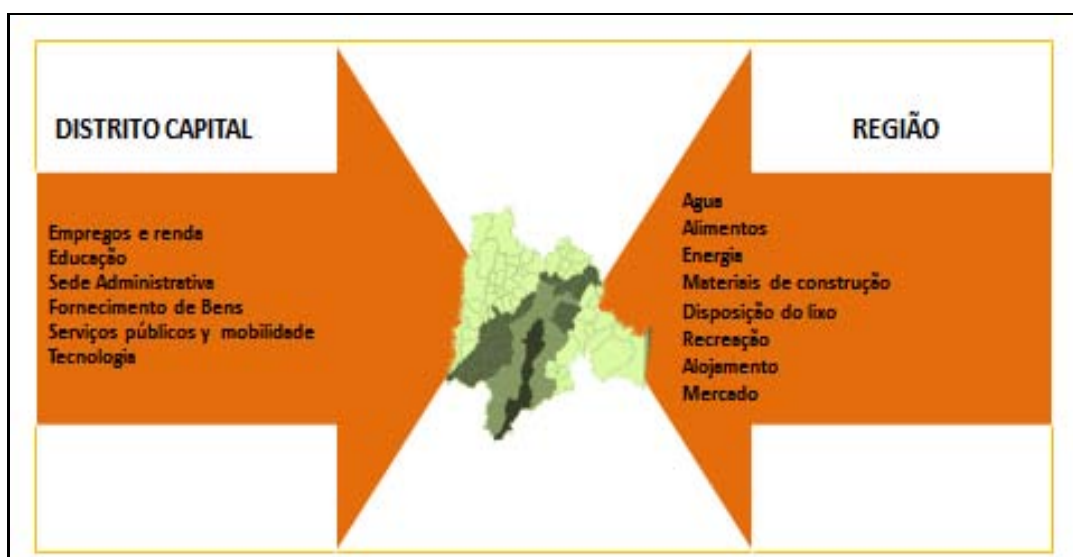 DISTRITO CAPITAL
Empregos e renda
Educação
Sede Administrativa
Fornecimento de Bens
Serviços públicos y mobilidade
Tecnologia
REGIÃO
Agua
Alimentos
Energia
Materiais de construção
Disposição do lixo
Recreação
Alojamento
Mercado